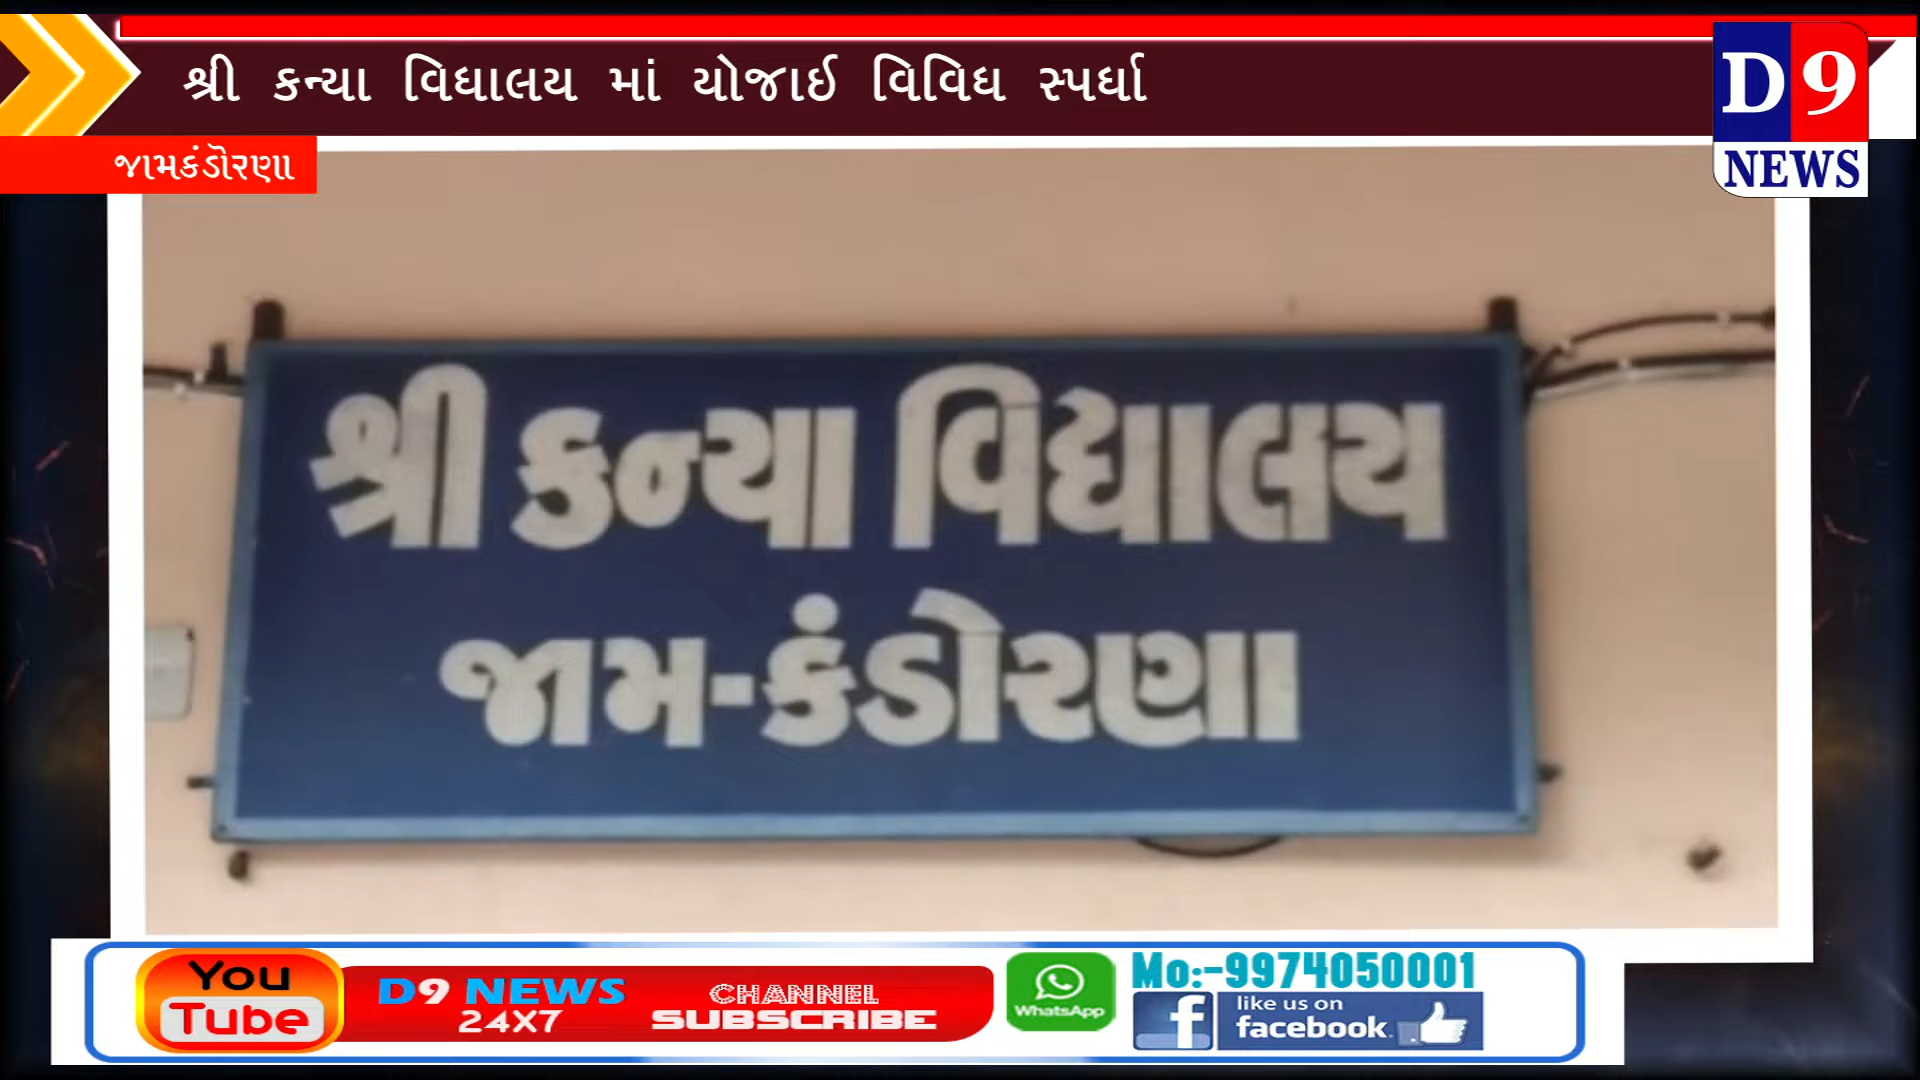 શ્રી કન્યા વિધાલય માં યોજાઈ વિવિધ સ્પર્ધા
D9
NEWS
જામકંડૉરણા
શ્રી કન્યા વિદ્યાલય
જામ-કંડોરણા
You
Tube
D9 NEWS
24X7
CHANNEL
SUBSCRIBE
WhatsApp
Mo:-9974050001
f
like us on
facebook.